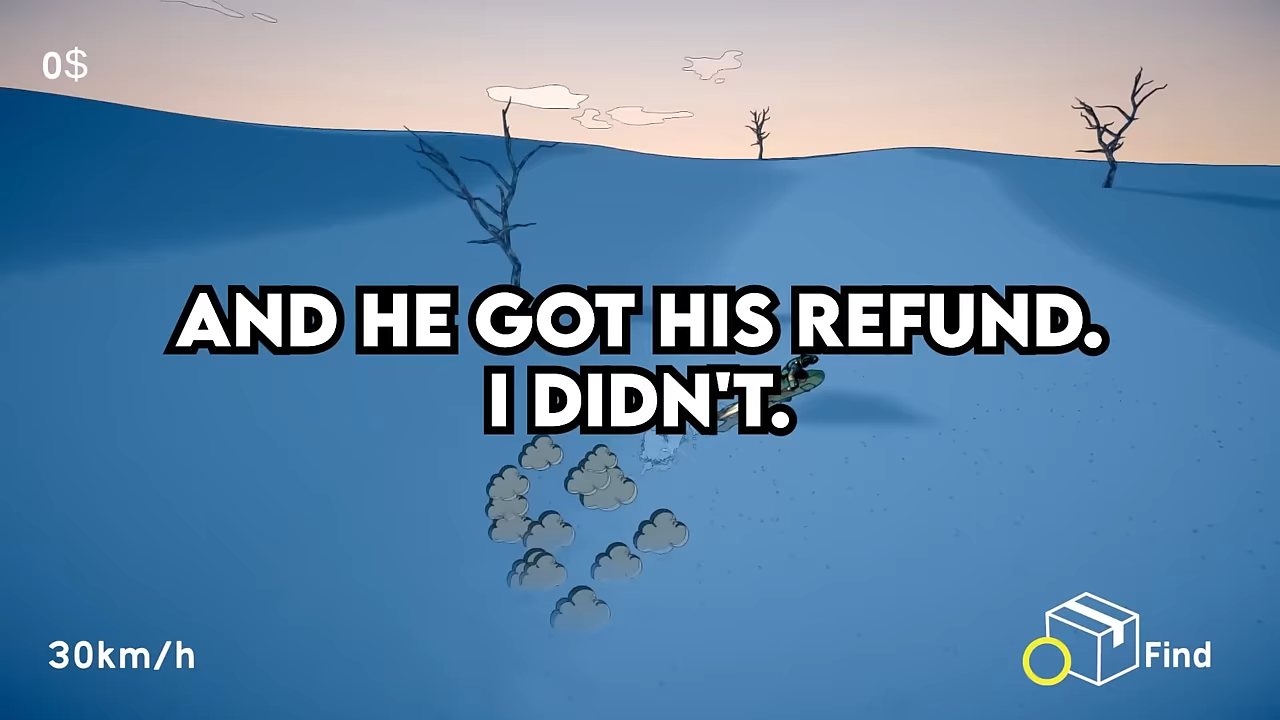 0$
AND HE GOT HIS REFUND.
I DIDN'T.
30km/h
Find